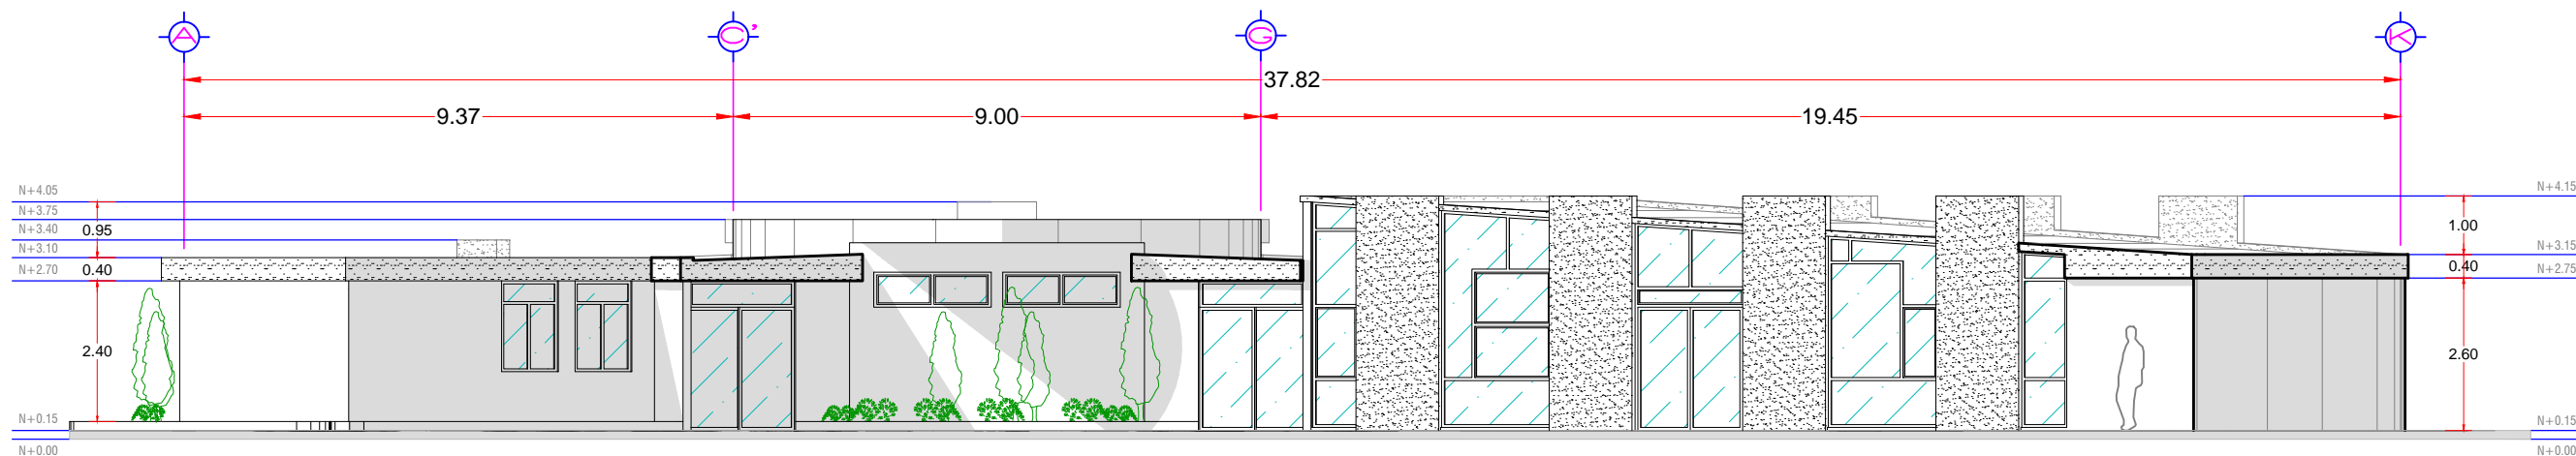 A C' G K
37.82
9.37 9.00 19.45
N+4.05 N+4.15
N+3.75
0.95 1.00
N+3.40
N+3.10 N+3.15
0.40 0.40
N+2.70 N+2.75
2.40 2.60
N+0.15 N+0.15
N+0.00 N+0.00